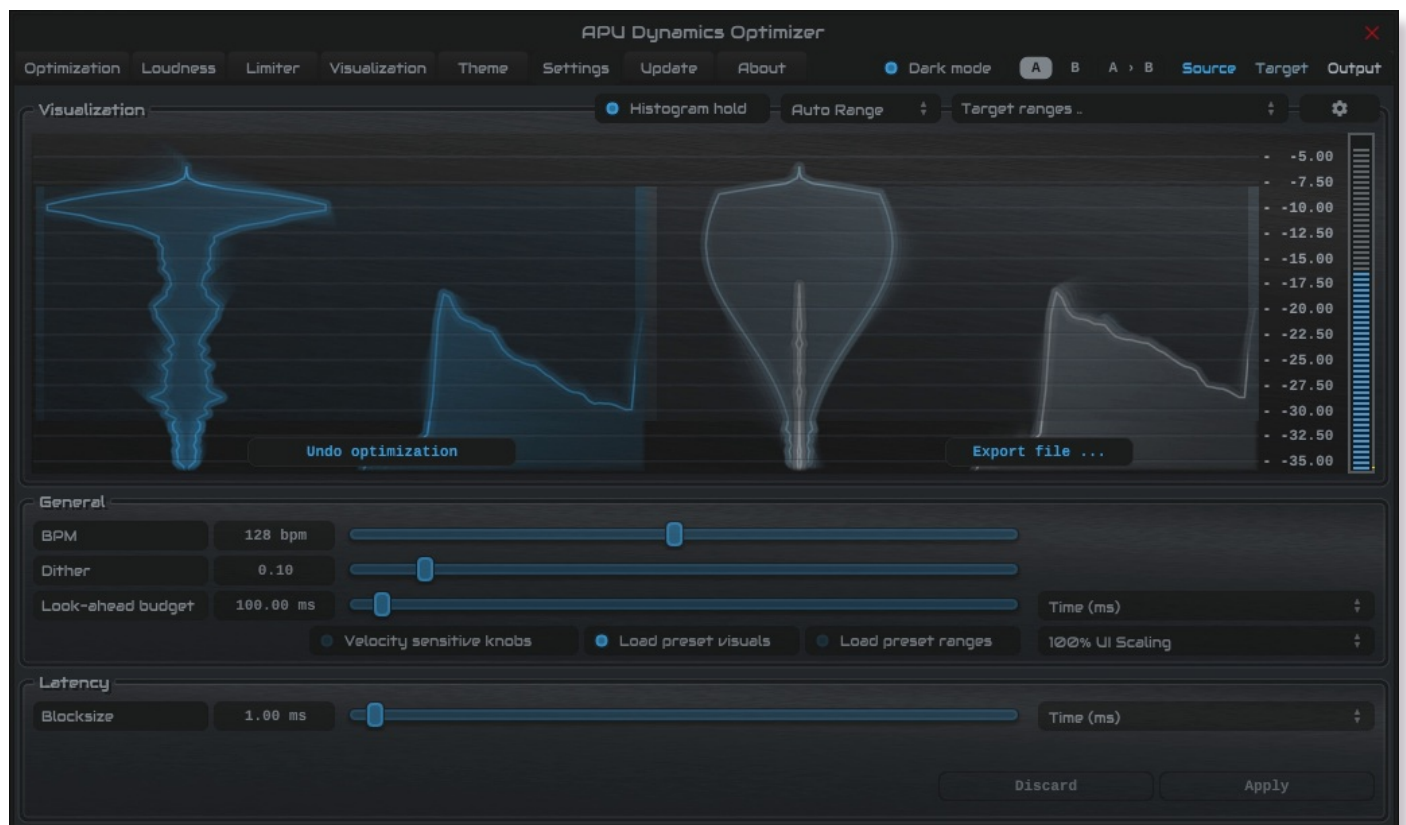 APU Dynamics Optimizer
Optimization Loudness Limiter Visualization Theme Settings Update About Dark mode A B A › B Source Target Output
Visualization Histogram hold Auto Range Target ranges ..
- -5.00
- -7.50
- -10.00
- -12.50
- -15.00
- -17.50
- -20.00
- -22.50
- -25.00
- -27.50
- -30.00
- -32.50
- -35.00
Undo optimization Export file ...
General
BPM 128 bpm
Dither 0.10
Look-ahead budget 100.00 ms Time (ms)
Velocity sensitive knobs Load preset visuals Load preset ranges 100% UI Scaling
Latency
Blocksize 1.00 ms Time (ms)
Discard Apply